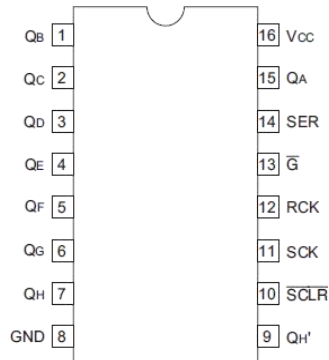 QB 1 16 VCC
QC 2 15 QA
QD 3 14 SER
QE 4 13 G̅
QF 5 12 RCK
QG 6 11 SCK
QH 7 10 S̅C̅L̅R̅
GND 8 9 QH'